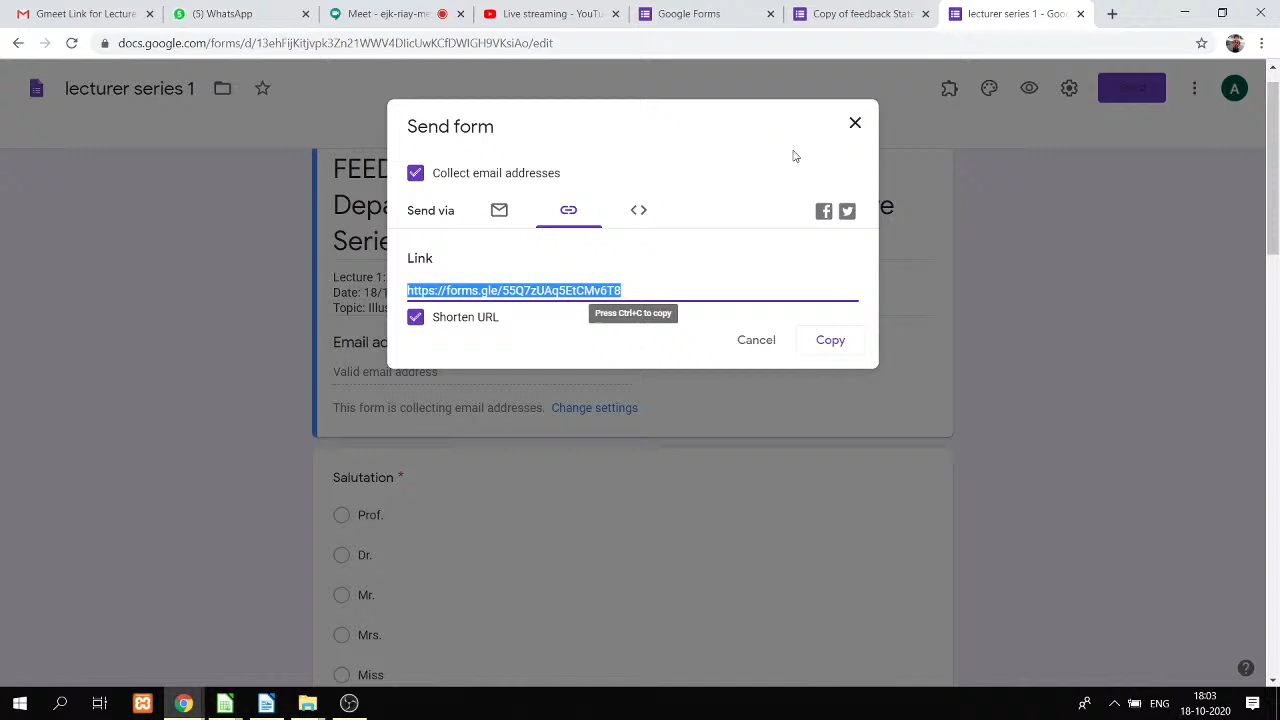 Gmeet Link for Lecture
(5) WhatsApp
Meet - ejk-ray-me
Live streaming - YouTu
Google Forms
Copy of feedback State
lecturer series 1 - Goo
docs.google.com/forms/d/13ehFijKitjvpk3Zn21WWV4DlicUwKCfDWIGH9VKsiAo/edit
lecturer series 1
Send
A
Send form
Collect email addresses
Send via
Link
https://forms.gle/55Q7zUAq5EtCMv6T8
Press Ctrl+C to copy
Shorten URL
Cancel
Copy
FEED
Depa
re
Serie
Lecture 1:
Date: 18/1
Topic: Illus
Email ad
Valid email address
This form is collecting email addresses. Change settings
Salutation *
Prof.
Dr.
Mr.
Mrs.
Miss
ENG
18:03
18-10-2020